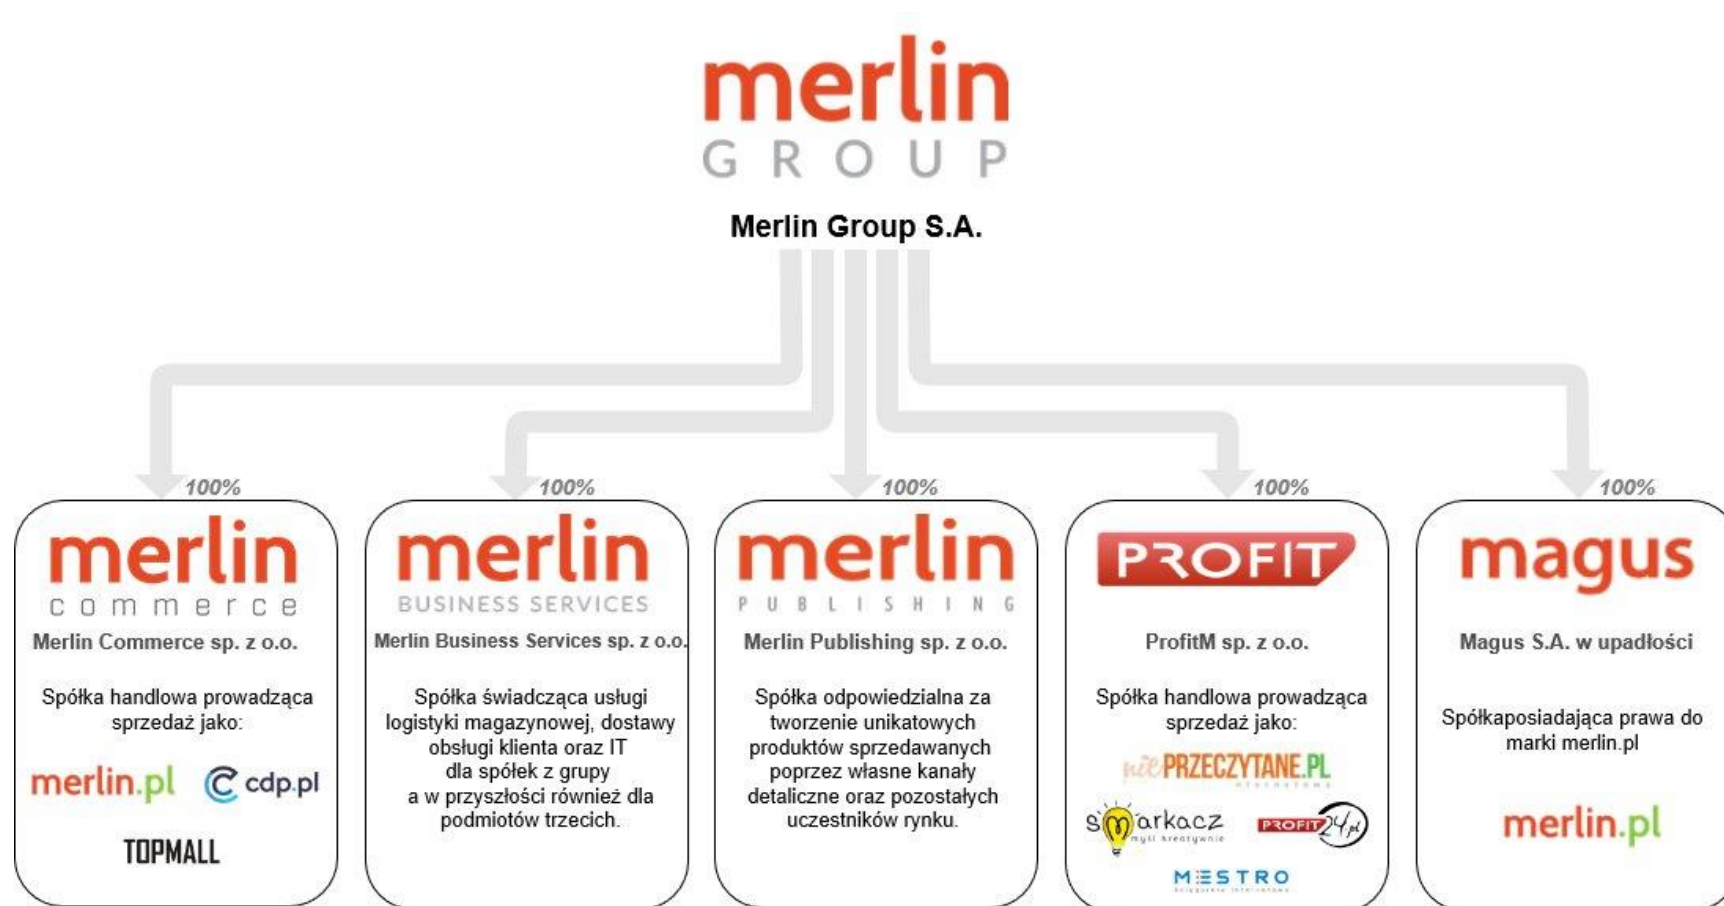 merlin
GROUP
Merlin Group S.A.
100%
merlin
commerce
Merlin Commerce sp. z o.o.
Spółka handlowa prowadząca
sprzedaż jako:
merlin.pl
cdp.pl
TOPMALL
100%
merlin
BUSINESS SERVICES
Merlin Business Services sp. z o.o.
Spółka świadcząca usługi
logistyki magazynowej, dostawy
obsługi klienta oraz IT
dla spółek z grupy
a w przyszłości również dla
podmiotów trzecich.
100%
merlin
PUBLISHING
Merlin Publishing sp. z o.o.
Spółka odpowiedzialna za
tworzenie unikatowych
produktów sprzedawanych
poprzez własne kanały
detaliczne oraz pozostałych
uczestników rynku.
100%
PROFIT
ProfitM sp. z o.o.
Spółka handlowa prowadząca
sprzedaż jako:
niePRZECZYTANE.PL
smarkacz
myśl kreatywnie
PROFIT24.pl
MESTRO
księgarnia internetowa
100%
magus
Magus S.A. w upadłości
Spółkaposiadająca prawa do
marki merlin.pl
merlin.pl